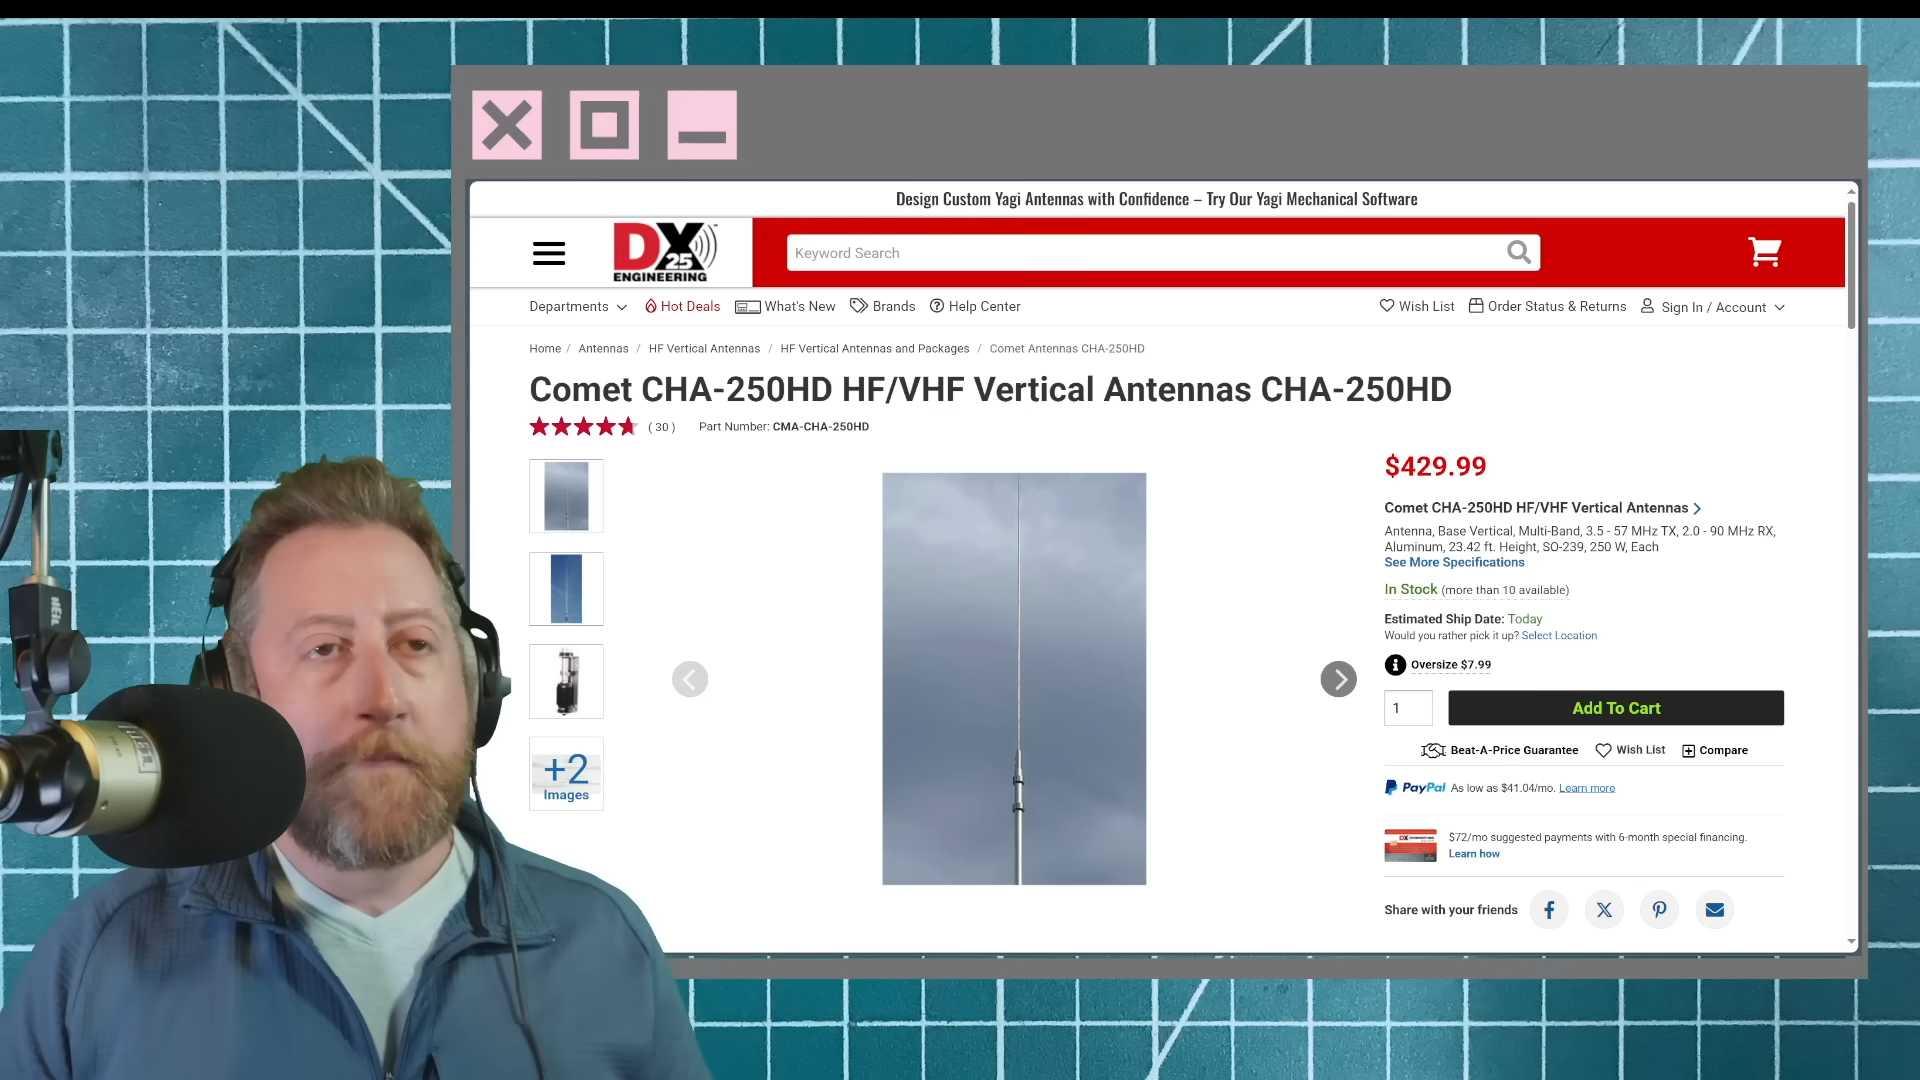 Design Custom Yagi Antennas with Confidence – Try Our Yagi Mechanical Software
DX
25
ENGINEERING
Keyword Search
Departments Hot Deals What's New Brands Help Center Wish List Order Status & Returns Sign In / Account
Home / Antennas / HF Vertical Antennas / HF Vertical Antennas and Packages / Comet Antennas CHA-250HD
Comet CHA-250HD HF/VHF Vertical Antennas CHA-250HD
( 30 ) Part Number: CMA-CHA-250HD
$429.99
Comet CHA-250HD HF/VHF Vertical Antennas
Antenna, Base Vertical, Multi-Band, 3.5 - 57 MHz TX, 2.0 - 90 MHz RX,
Aluminum, 23.42 ft. Height, SO-239, 250 W, Each
See More Specifications
In Stock (more than 10 available)
Estimated Ship Date: Today
Would you rather pick it up? Select Location
Oversize $7.99
1 Add To Cart
Beat-A-Price Guarantee Wish List Compare
+2
Images
PayPal As low as $41.04/mo. Learn more
$72/mo suggested payments with 6-month special financing.
Learn how
Share with your friends
HEIL